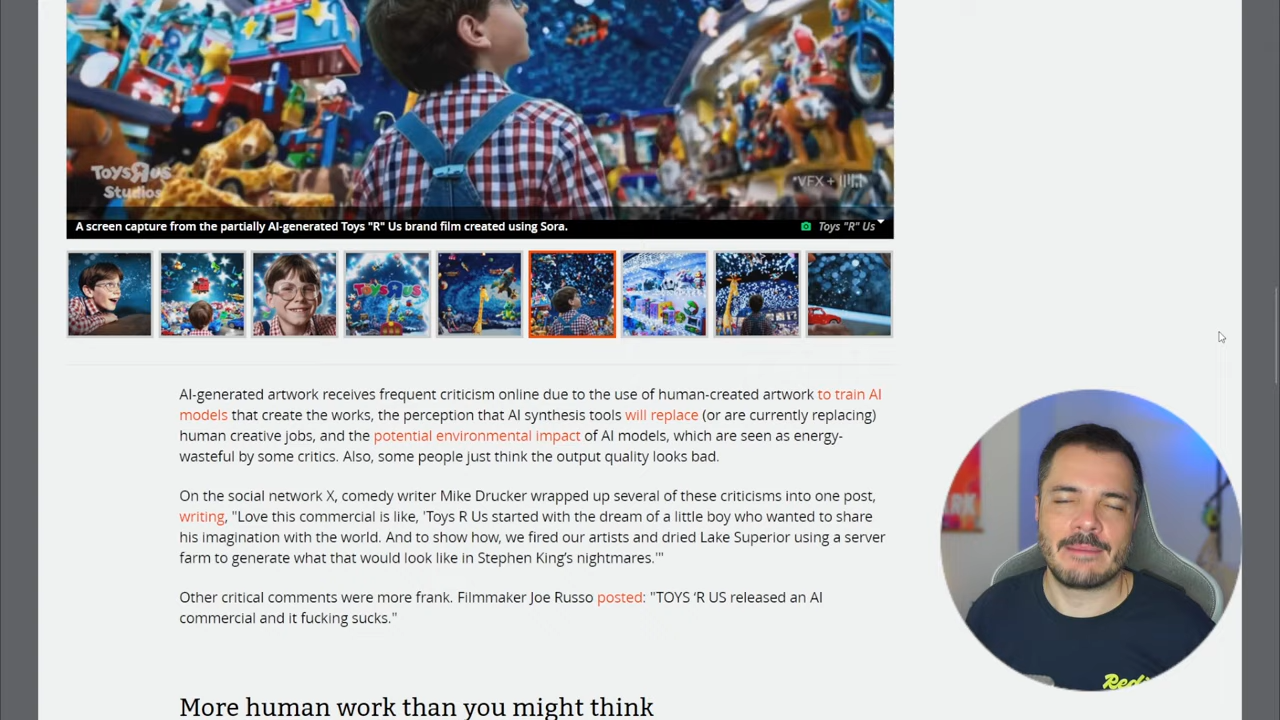 TOYSRUS
Studios
VFX +
A screen capture from the partially AI-generated Toys "R" Us brand film created using Sora.
Toys "R" Us
TOYSRUS
AI-generated artwork receives frequent criticism online due to the use of human-created artwork to train AI
models that create the works, the perception that AI synthesis tools will replace (or are currently replacing)
human creative jobs, and the potential environmental impact of AI models, which are seen as energy-
wasteful by some critics. Also, some people just think the output quality looks bad.
On the social network X, comedy writer Mike Drucker wrapped up several of these criticisms into one post,
writing, "Love this commercial is like, 'Toys R Us started with the dream of a little boy who wanted to share
his imagination with the world. And to show how, we fired our artists and dried Lake Superior using a server
farm to generate what that would look like in Stephen King’s nightmares.'"
Other critical comments were more frank. Filmmaker Joe Russo posted: "TOYS ‘R US released an AI
commercial and it fucking sucks."
More human work than you might think